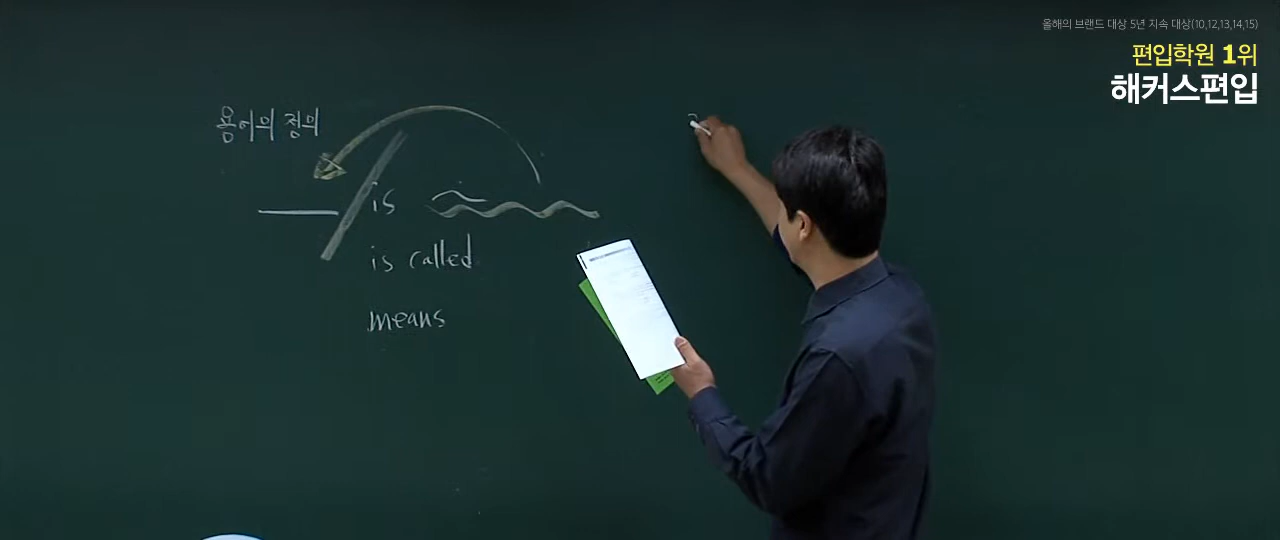 올해의 브랜드 대상 5년 지속 대상(10,12,13,14,15)
편입학원 1위
해커스편입
용어의 정의
is
is called
means